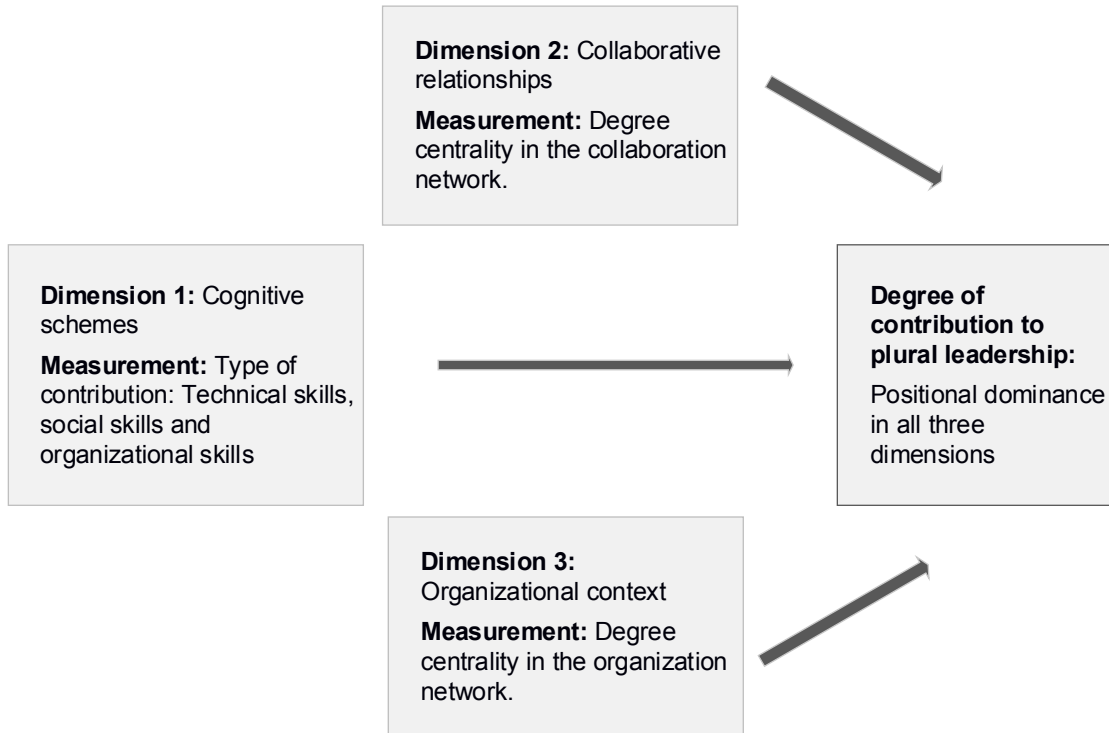 Dimension 2: Collaborative
relationships
Measurement: Degree
centrality in the collaboration
network.
Dimension 1: Cognitive
schemes
Measurement: Type of
contribution: Technical skills,
social skills and
organizational skills
Degree of
contribution to
plural leadership:
Positional dominance
in all three
dimensions
Dimension 3:
Organizational context
Measurement: Degree
centrality in the organization
network.